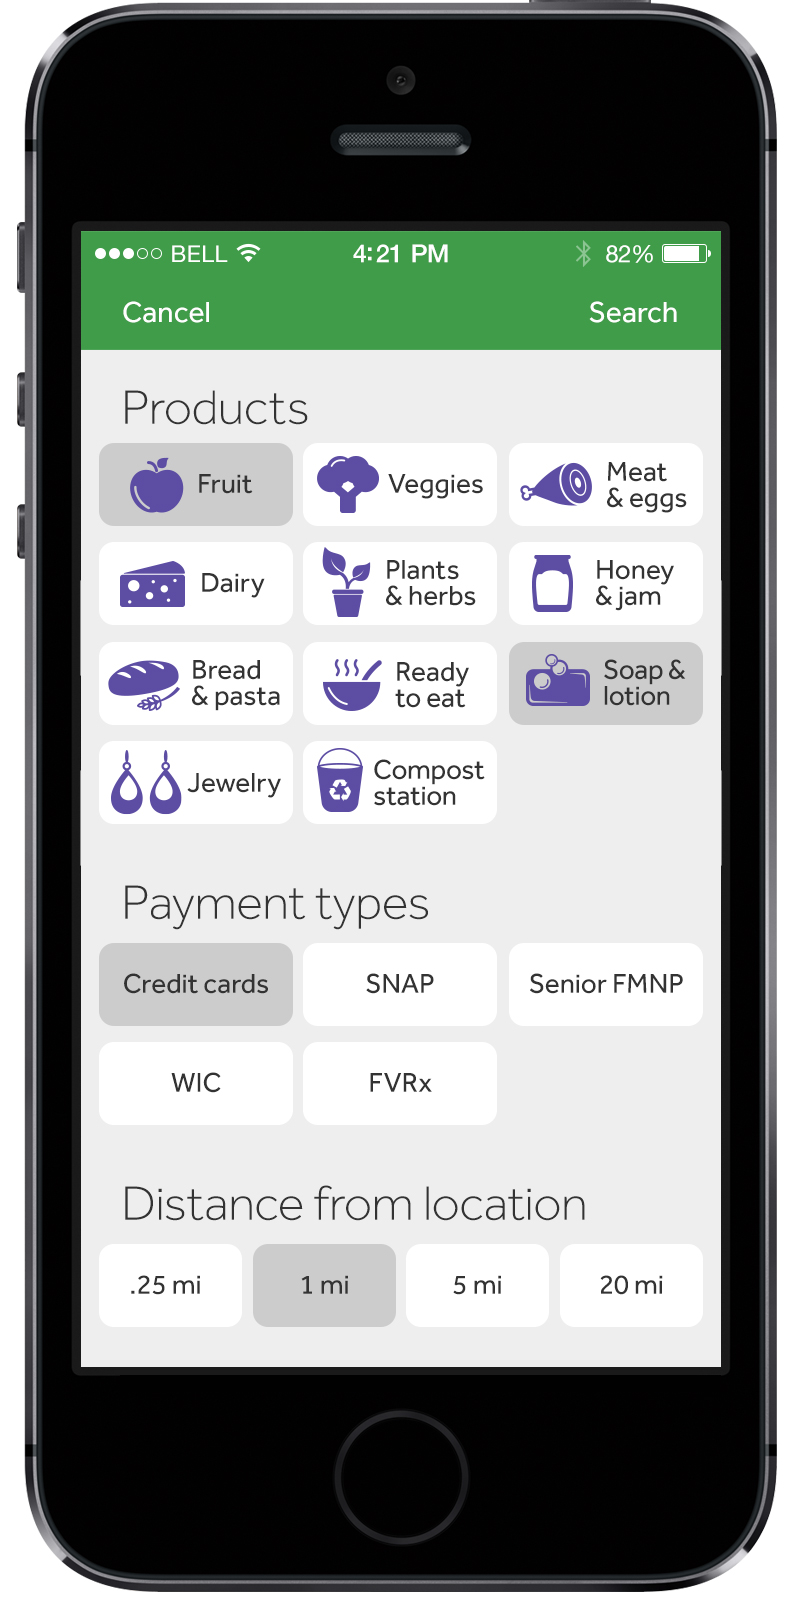 BELL 4:21 PM 82%
Cancel Search
Products
Fruit
Veggies
Meat
& eggs
Dairy
Plants
& herbs
Honey
& jam
Bread
& pasta
Ready
to eat
Soap &
lotion
Jewelry
Compost
station
Payment types
Credit cards
SNAP
Senior FMNP
WIC
FVRx
Distance from location
.25 mi
1 mi
5 mi
20 mi